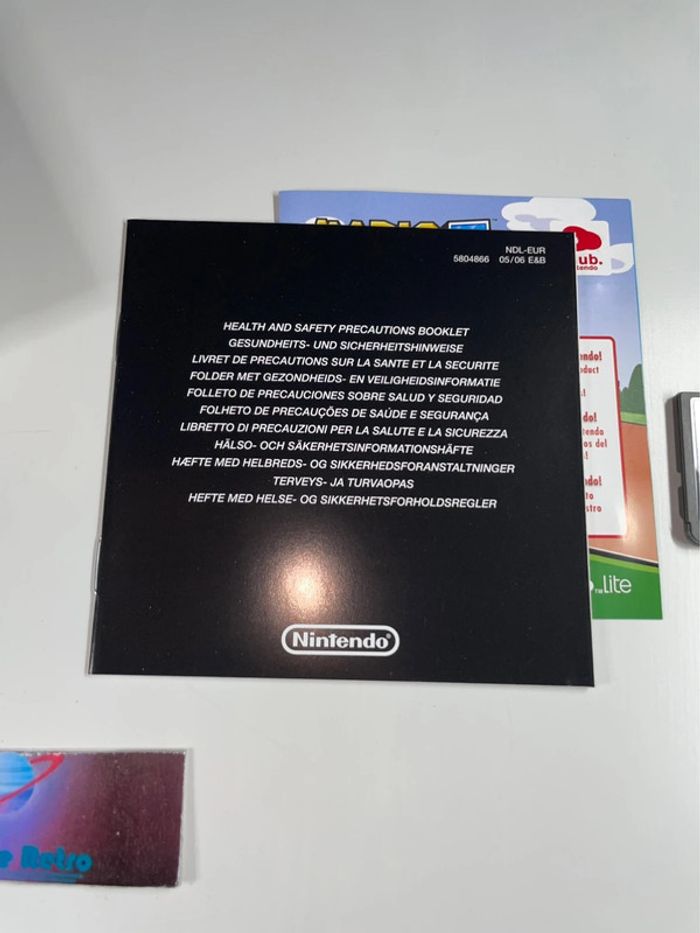 NDL-EUR
5804866 05/06 E&B
HEALTH AND SAFETY PRECAUTIONS BOOKLET
GESUNDHEITS- UND SICHERHEITSHINWEISE
LIVRET DE PRECAUTIONS SUR LA SANTE ET LA SECURITE
FOLDER MET GEZONDHEIDS- EN VEILIGHEIDSINFORMATIE
FOLLETO DE PRECAUCIONES SOBRE SALUD Y SEGURIDAD
FOLHETO DE PRECAUÇÕES DE SAÚDE E SEGURANÇA
LIBRETTO DI PRECAUZIONI PER LA SALUTE E LA SICUREZZA
HÄLSO- OCH SÄKERHETSINFORMATIONSHÄFTE
HÆFTE MED HELBREDS- OG SIKKERHEDSFORANSTALTNINGER
TERVEYS- JA TURVAOPAS
HEFTE MED HELSE- OG SIKKERHETSFORHOLDSREGLER
Nintendo®
Lite
Retro